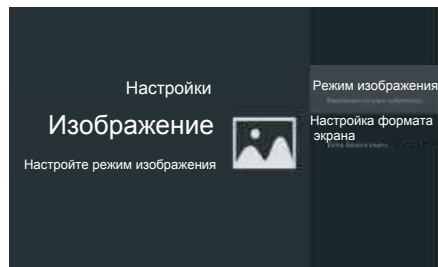 Настройки
Изображение
Настройте режим изображения
Режим изображения
Настройка формата
экрана